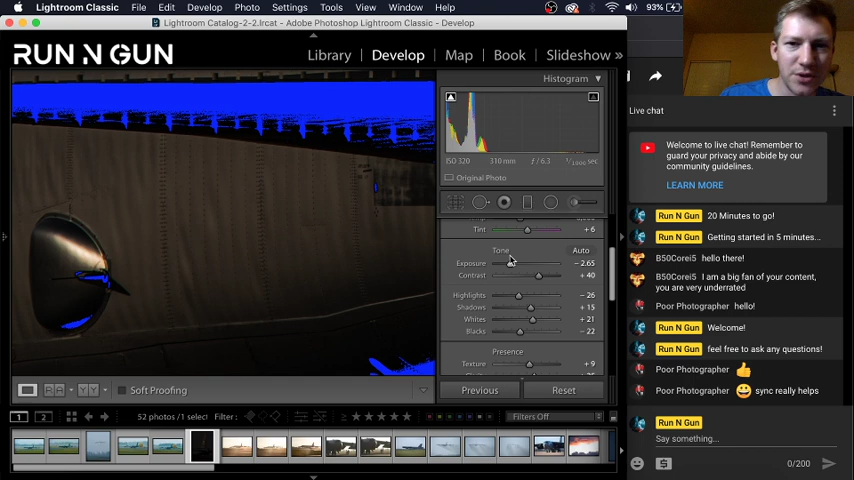 Lightroom Classic File Edit Develop Photo Settings Tools View Window Help 93%
Lightroom Catalog-2-2.lrcat - Adobe Photoshop Lightroom Classic - Develop
RUN N GUN
Library | Develop | Map | Book | Slideshow »
Histogram
ISO 320 310 mm ƒ / 6.3 1/1000 sec
Original Photo
Tint + 6
Tone Auto
Exposure − 2.65
Contrast + 40
Highlights − 26
Shadows + 15
Whites + 21
Blacks − 22
Presence
Texture + 9
Previous Reset
Soft Proofing
1 2 52 photos /1 select Filter : Filters Off
Live chat
Welcome to live chat! Remember to
guard your privacy and abide by our
community guidelines.
LEARN MORE
Run N Gun 20 Minutes to go!
Run N Gun Getting started in 5 minutes...
B50Corei5 hello there!
B50Corei5 I am a big fan of your content,
you are very underrated
Poor Photographer hello!
Run N Gun Welcome!
Run N Gun feel free to ask any questions!
Poor Photographer 👍
Poor Photographer 😀 sync really helps
Run N Gun
Say something...
0/200